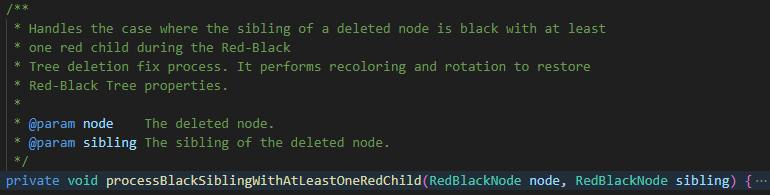 /**
 * Handles the case where the sibling of a deleted node is black with at least
 * one red child during the Red-Black
 * Tree deletion fix process. It performs recoloring and rotation to restore
 * Red-Black Tree properties.
 *
 * @param node    The deleted node.
 * @param sibling The sibling of the deleted node.
 */
private void processBlackSiblingWithAtLeastOneRedChild(RedBlackNode node, RedBlackNode sibling) { ···